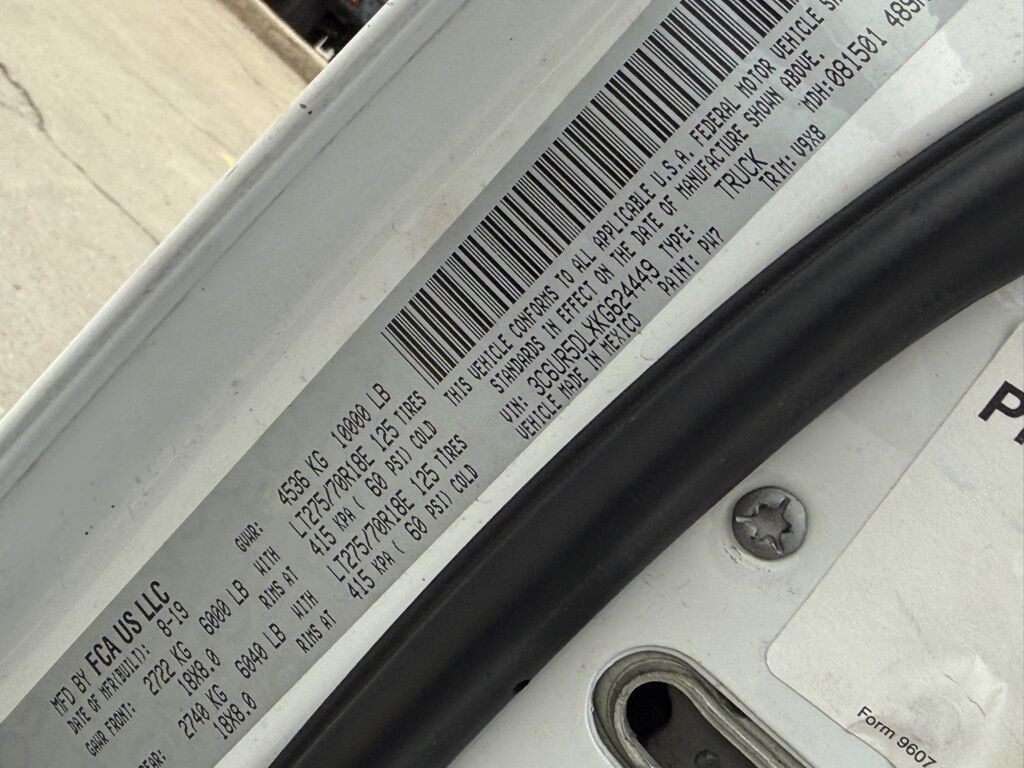 MFD BY FCA US LLC
DATE OF MFR(BUILT): 8-19 GVWR: 4536 KG 10000 LB
GAWR FRONT: 2722 KG 6000 LB WITH LT275/70R18E 125 TIRES
18X8.0 RIMS AT 415 KPA ( 60 PSI) COLD
REAR: 2740 KG 6040 LB WITH LT275/70R18E 125 TIRES
18X8.0 RIMS AT 415 KPA ( 60 PSI) COLD
THIS VEHICLE CONFORMS TO ALL APPLICABLE U.S.A. FEDERAL MOTOR VEHICLE
STANDARDS IN EFFECT ON THE DATE OF MANUFACTURE SHOWN ABOVE.
VIN: 3C6UR5DLXKG624449 TYPE: TRUCK MDH: 081501
VEHICLE MADE IN MEXICO PAINT: PW7 TRIM: V9X8
Form 9607